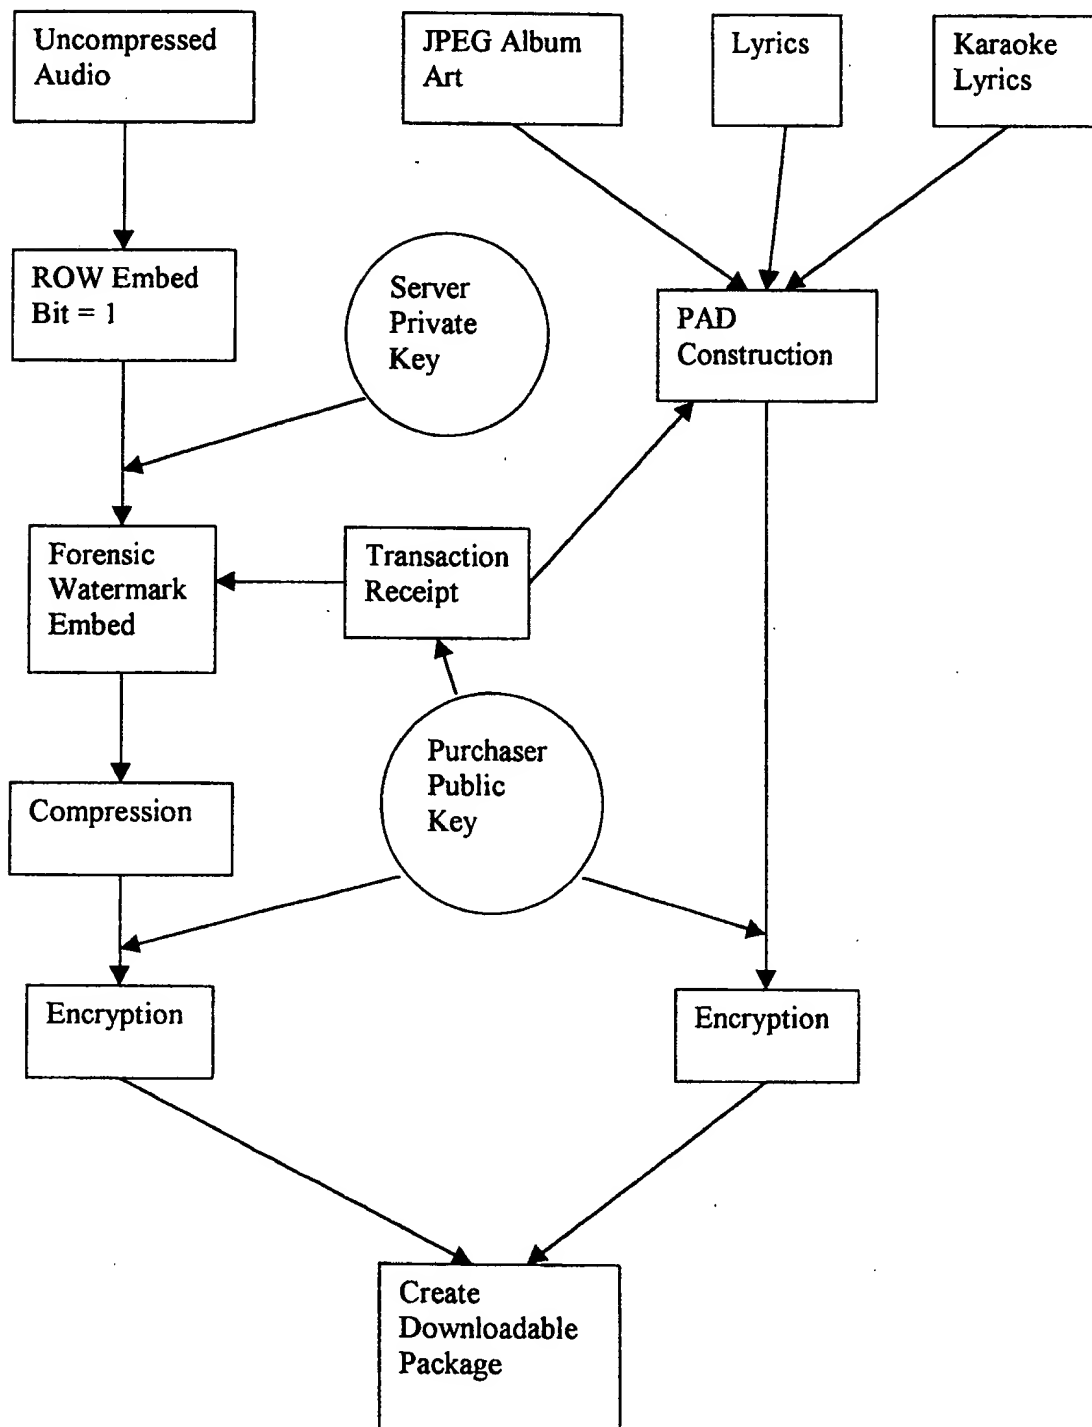 Uncompressed
Audio
JPEG Album
Art
Lyrics
Karaoke
Lyrics
ROW Embed
Bit = 1
Server
Private
Key
PAD
Construction
Forensic
Watermark
Embed
Transaction
Receipt
Purchaser
Public
Key
Compression
Encryption
Encryption
Create
Downloadable
Package